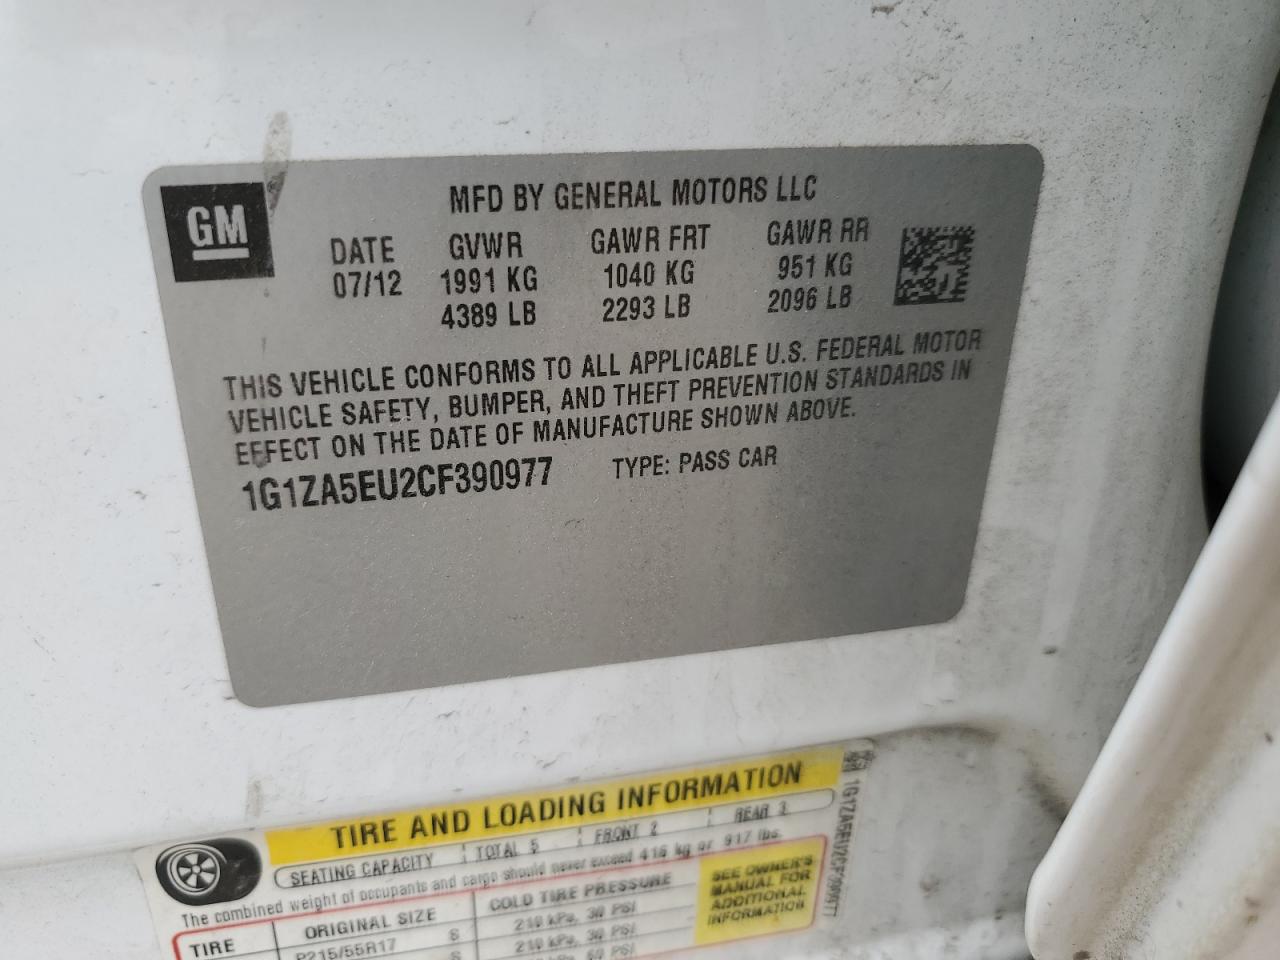 GM
MFD BY GENERAL MOTORS LLC
DATE GVWR GAWR FRT GAWR RR
07/12 1991 KG 1040 KG 951 KG
4389 LB 2293 LB 2096 LB
THIS VEHICLE CONFORMS TO ALL APPLICABLE U.S. FEDERAL MOTOR
VEHICLE SAFETY, BUMPER, AND THEFT PREVENTION STANDARDS IN
EFFECT ON THE DATE OF MANUFACTURE SHOWN ABOVE.
1G1ZA5EU2CF390977 TYPE: PASS CAR
TIRE AND LOADING INFORMATION
SEATING CAPACITY TOTAL 5 FRONT 2 REAR 3
The combined weight of occupants and cargo should never exceed 416 kg or 917 lbs.
TIRE ORIGINAL SIZE COLD TIRE PRESSURE
P215/55R17 S 210 kPa, 30 PSI
S 210 kPa, 30 PSI
60 PSI
SEE OWNER'S
MANUAL FOR
ADDITIONAL
INFORMATION
1G1ZA5EU2CF390977